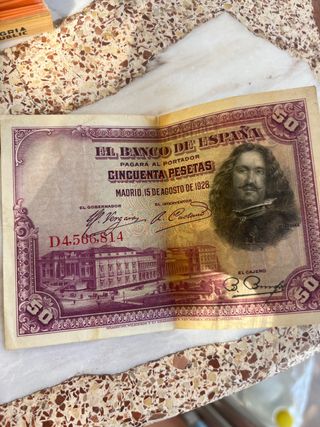 50
EL BANCO DE ESPAÑA
PAGARÁ AL PORTADOR
CINCUENTA PESETAS
MADRID, 15 DE AGOSTO DE 1928
EL GOBERNADOR
EL INTERVENTOR
D4,566,814
EL CAJERO
50
50